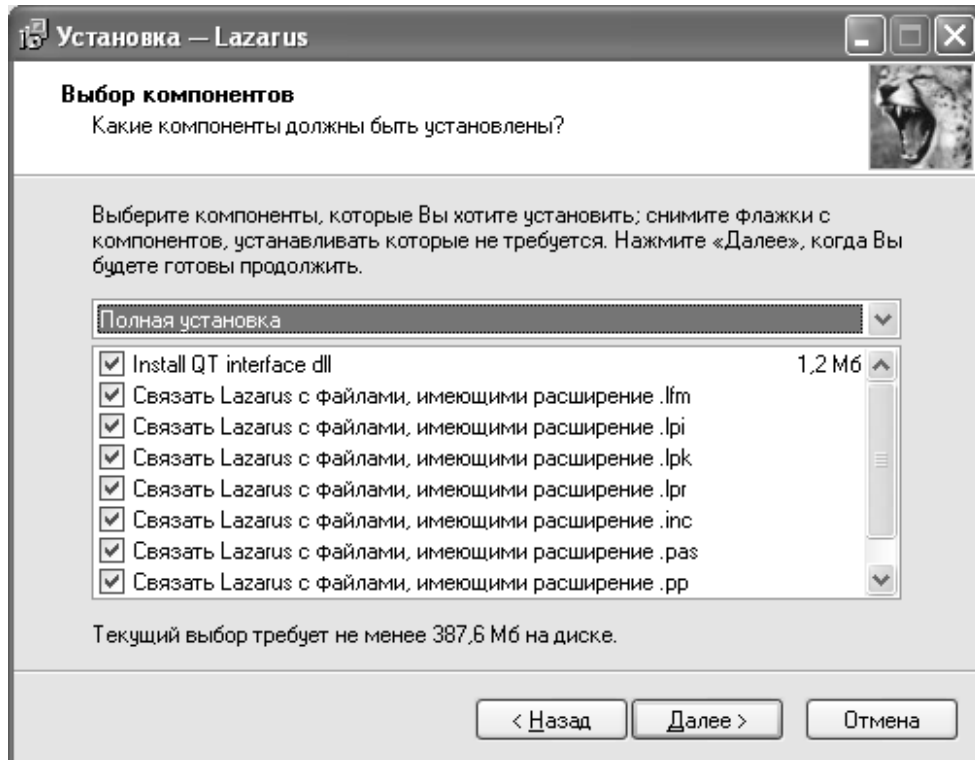 Установка — Lazarus
Выбор компонентов
Какие компоненты должны быть установлены?
Выберите компоненты, которые Вы хотите установить; снимите флажки с
компонентов, устанавливать которые не требуется. Нажмите «Далее», когда Вы
будете готовы продолжить.
Полная установка
Install QT interface dll 1,2 Мб
Связать Lazarus с файлами, имеющими расширение .lfm
Связать Lazarus с файлами, имеющими расширение .lpi
Связать Lazarus с файлами, имеющими расширение .lpk
Связать Lazarus с файлами, имеющими расширение .lpr
Связать Lazarus с файлами, имеющими расширение .inc
Связать Lazarus с файлами, имеющими расширение .pas
Связать Lazarus с файлами, имеющими расширение .pp
Текущий выбор требует не менее 387,6 Мб на диске.
< Назад Далее > Отмена